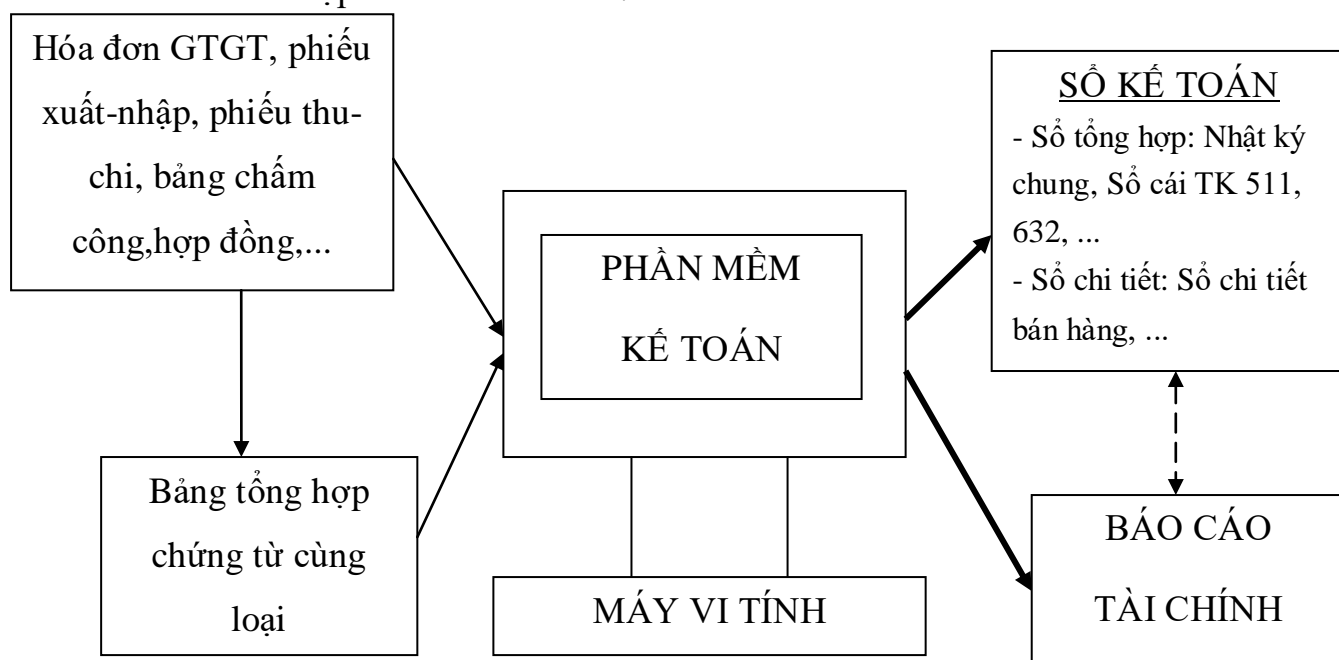 Hóa đơn GTGT, phiếu
xuất-nhập, phiếu thu-
chi, bảng chấm
công,hợp đồng,...
Bảng tổng hợp
chứng từ cùng
loại
PHẦN MỀM
KẾ TOÁN
MÁY VI TÍNH
SỔ KẾ TOÁN
- Sổ tổng hợp: Nhật ký
chung, Sổ cái TK 511,
632, ...
- Sổ chi tiết: Sổ chi tiết
bán hàng, ...
BÁO CÁO
TÀI CHÍNH